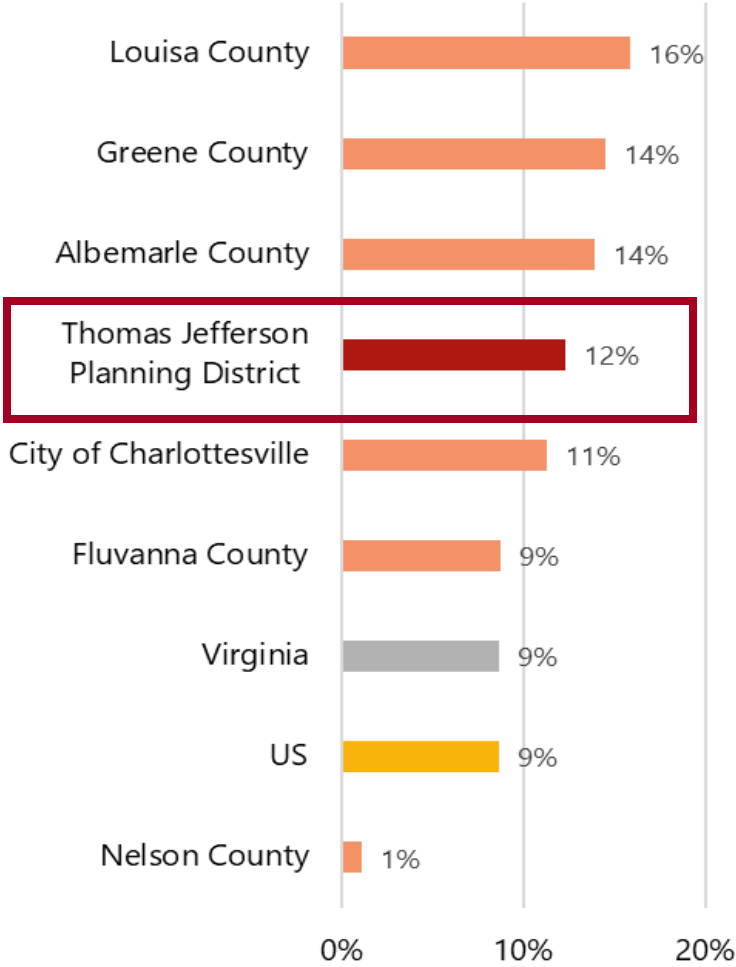 Louisa County 16%
Greene County 14%
Albemarle County 14%
Thomas Jefferson
Planning District 12%
City of Charlottesville 11%
Fluvanna County 9%
Virginia 9%
US 9%
Nelson County 1%
0% 10% 20%